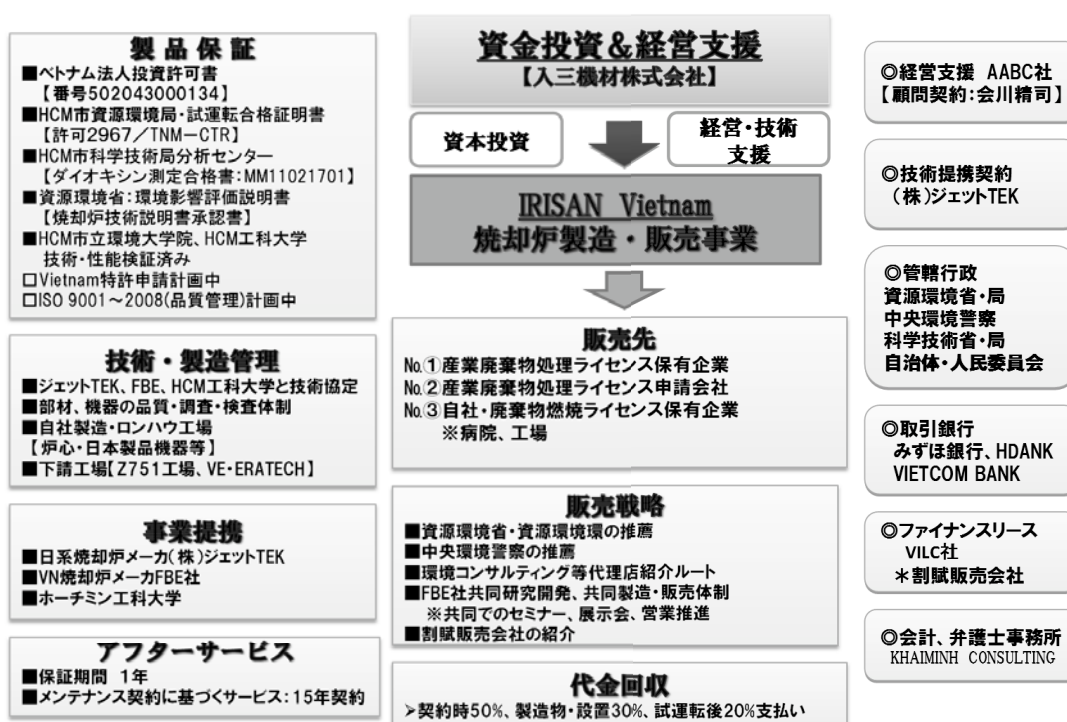 製品保証
■ベトナム法人投資許可書
【番号502043000134】
■HCM市資源環境局・試運転合格証明書
【許可2967／TNM－CTR】
■HCM市科学技術局分析センター
【ダイオキシン測定合格書：MM11021701】
■資源環境省：環境影響評価説明書
【焼却炉技術説明書承認書】
■HCM市立環境大学院、HCM工科大学
技術・性能検証済み
□Vietnam特許申請計画中
□ISO 9001～2008(品質管理)計画中
技術・製造管理
■ジェットTEK、FBE、HCM工科大学と技術協定
■部材、機器の品質・調査・検査体制
■自社製造・ロンハウ工場
【炉心・日本製品機器等】
■下請工場【Z751工場、VE・ERATECH】
事業提携
■日系焼却炉メーカ(株)ジェットTEK
■VN焼却炉メーカFBE社
■ホーチミン工科大学
アフターサービス
■保証期間 1年
■メンテナンス契約に基づくサービス：15年契約
資金投資＆経営支援
【入三機材株式会社】
資本投資
経営・技術
支援
IRISAN Vietnam
焼却炉製造・販売事業
販売先
No.①産業廃棄物処理ライセンス保有企業
No.②産業廃棄物処理ライセンス申請会社
No.③自社・廃棄物燃焼ライセンス保有企業
※病院、工場
販売戦略
■資源環境省・資源環境環の推薦
■中央環境警察の推薦
■環境コンサルティング等代理店紹介ルート
■FBE社共同研究開発、共同製造・販売体制
※共同でのセミナー、展示会、営業推進
■割賦販売会社の紹介
代金回収
➢契約時50%、製造物・設置30%、試運転後20%支払い
◎経営支援 AABC社
【顧問契約：会川精司】
◎技術提携契約
（株）ジェットTEK
◎管轄行政
資源環境省・局
中央環境警察
科学技術省・局
自治体・人民委員会
◎取引銀行
みずほ銀行、HDANK
VIETCOM BANK
◎ファイナンスリース
VILC社
＊割賦販売会社
◎会計、弁護士事務所
KHAIMINH CONSULTING